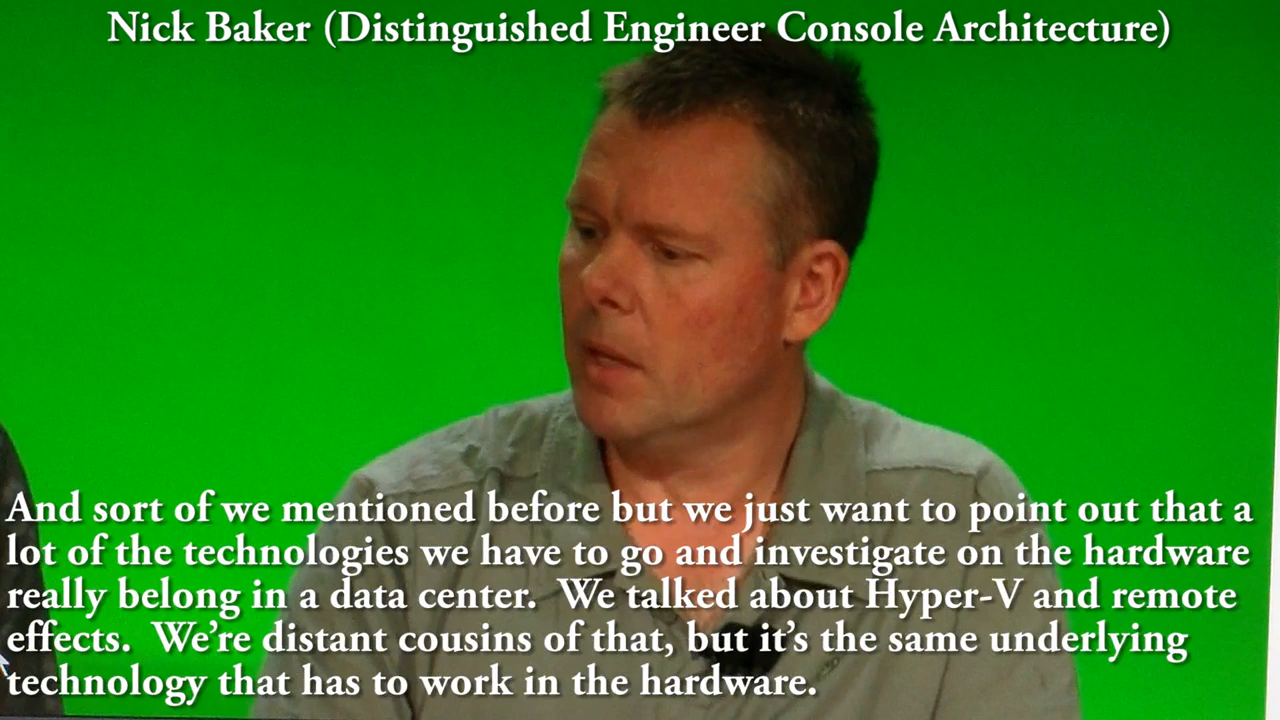 Nick Baker (Distinguished Engineer Console Architecture)
And sort of we mentioned before but we just want to point out that a
lot of the technologies we have to go and investigate on the hardware
really belong in a data center.  We talked about Hyper-V and remote
effects.  We're distant cousins of that, but it's the same underlying
technology that has to work in the hardware.